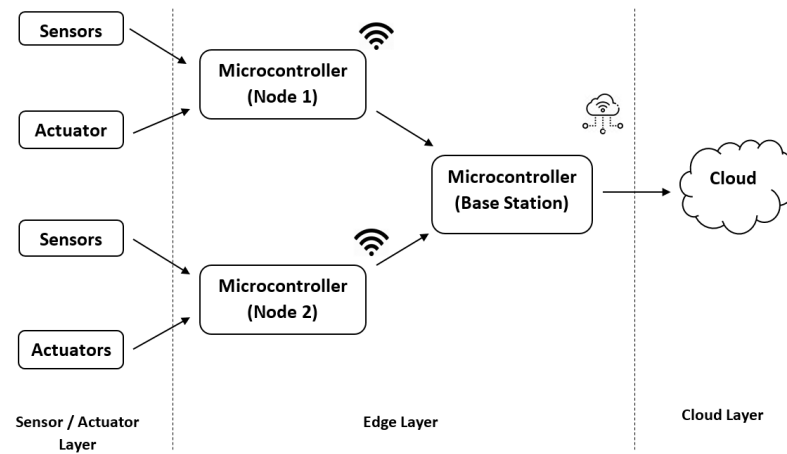 Sensors
Actuator
Microcontroller
(Node 1)
Sensors
Actuators
Microcontroller
(Node 2)
Microcontroller
(Base Station)
Cloud
Sensor / Actuator
Layer
Edge Layer
Cloud Layer